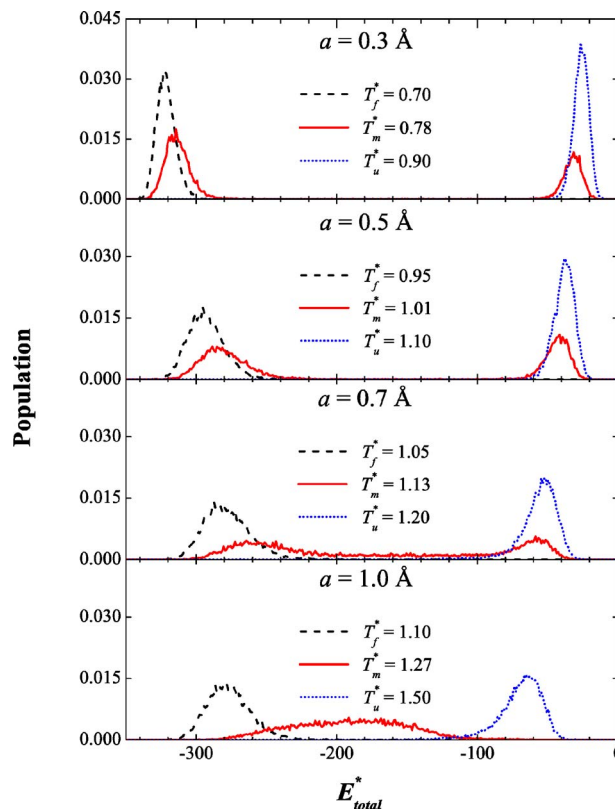 0.045
a = 0.3 Å
0.030
T*f = 0.70
T*m = 0.78
0.015
T*u = 0.90
0.000
a = 0.5 Å
0.030
T*f = 0.95
T*m = 1.01
0.015
T*u = 1.10
0.000
a = 0.7 Å
0.030
T*f = 1.05
T*m = 1.13
0.015
T*u = 1.20
0.000
a = 1.0 Å
0.030
T*f = 1.10
T*m = 1.27
0.015
T*u = 1.50
0.000
-300 -200 -100 0
E*total
Population